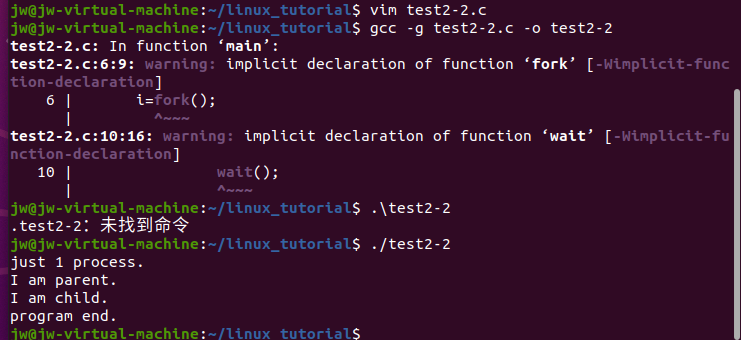 jw@jw-virtual-machine:~/linux_tutorial$ vim test2-2.c
jw@jw-virtual-machine:~/linux_tutorial$ gcc -g test2-2.c -o test2-2
test2-2.c: In function ‘main’:
test2-2.c:6:9: warning: implicit declaration of function ‘fork’ [-Wimplicit-func
tion-declaration]
    6 |       i=fork();
      |         ^~~~
test2-2.c:10:16: warning: implicit declaration of function ‘wait’ [-Wimplicit-fu
nction-declaration]
   10 |                wait();
      |                ^~~~
jw@jw-virtual-machine:~/linux_tutorial$ .\test2-2
.test2-2：未找到命令
jw@jw-virtual-machine:~/linux_tutorial$ ./test2-2
just 1 process.
I am parent.
I am child.
program end.
jw@jw-virtual-machine:~/linux_tutorial$